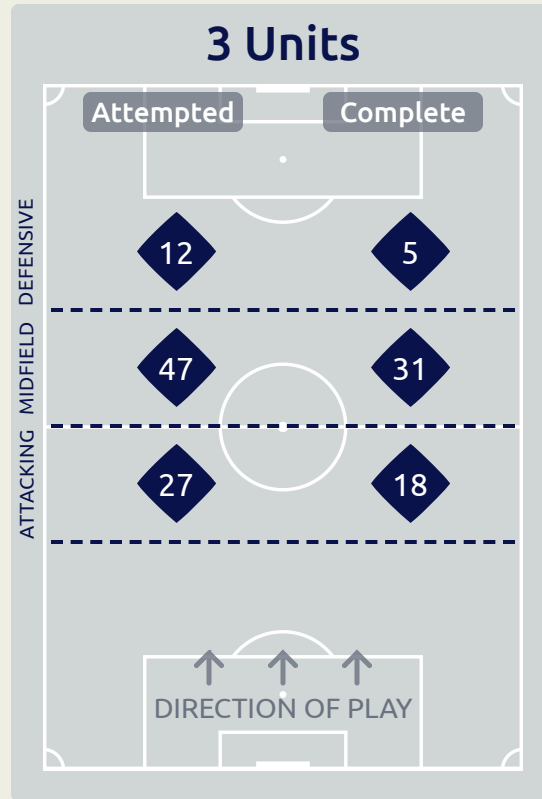 3 Units
Attempted Complete
DEFENSIVE
12 5
MIDFIELD
47 31
ATTACKING
27 18
DIRECTION OF PLAY